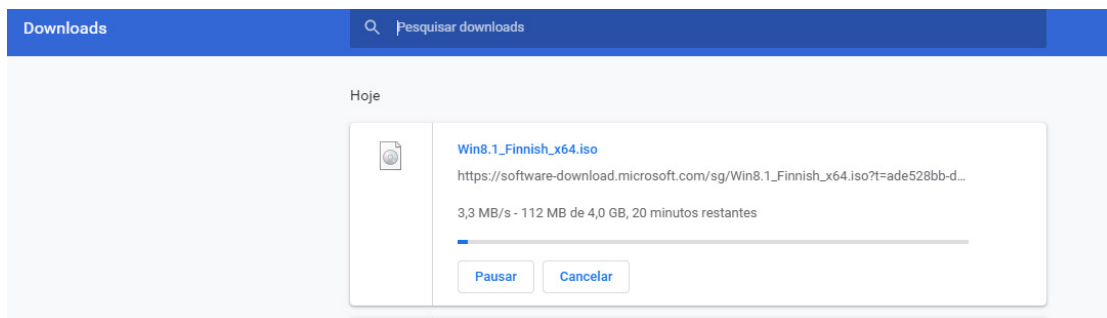 Downloads
Pesquisar downloads
Hoje
Win8.1_Finnish_x64.iso
https://software-download.microsoft.com/sg/Win8.1_Finnish_x64.iso?t=ade528bb-d…
3,3 MB/s - 112 MB de 4,0 GB, 20 minutos restantes
Pausar Cancelar